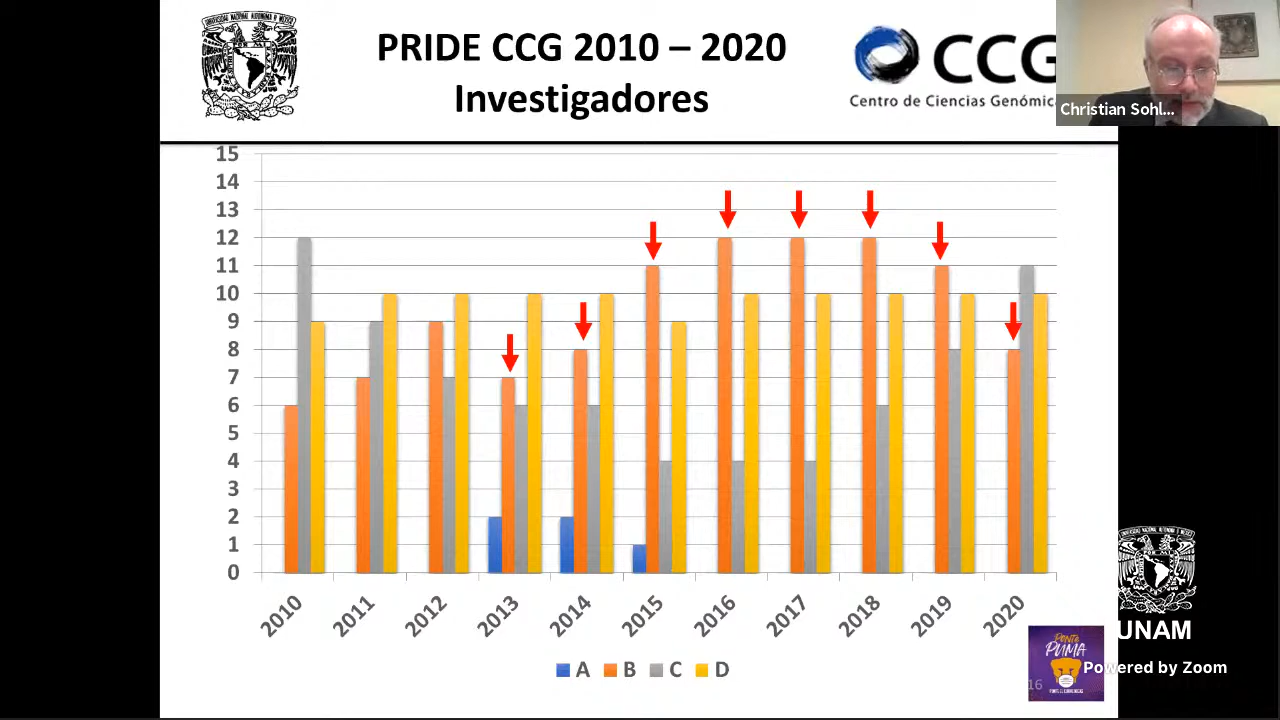 PRIDE CCG 2010 – 2020
Investigadores
CCG
Centro de Ciencias Genómic
Christian Sohl...
15
14
13
12
11
10
9
8
7
6
5
4
3
2
1
0
2010 2011 2012 2013 2014 2015 2016 2017 2018 2019 2020
A B C D
UNAM
PONTE
PUMA
Powered by Zoom
16